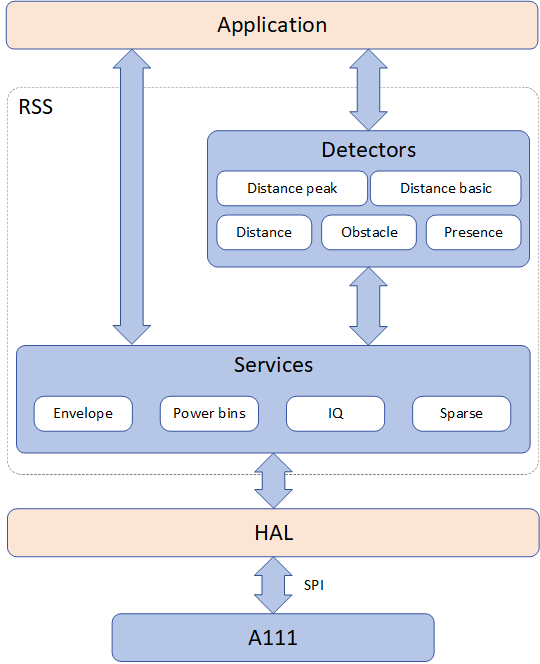 Application
RSS
Detectors
Distance peak
Distance basic
Distance
Obstacle
Presence
Services
Envelope
Power bins
IQ
Sparse
HAL
SPI
A111